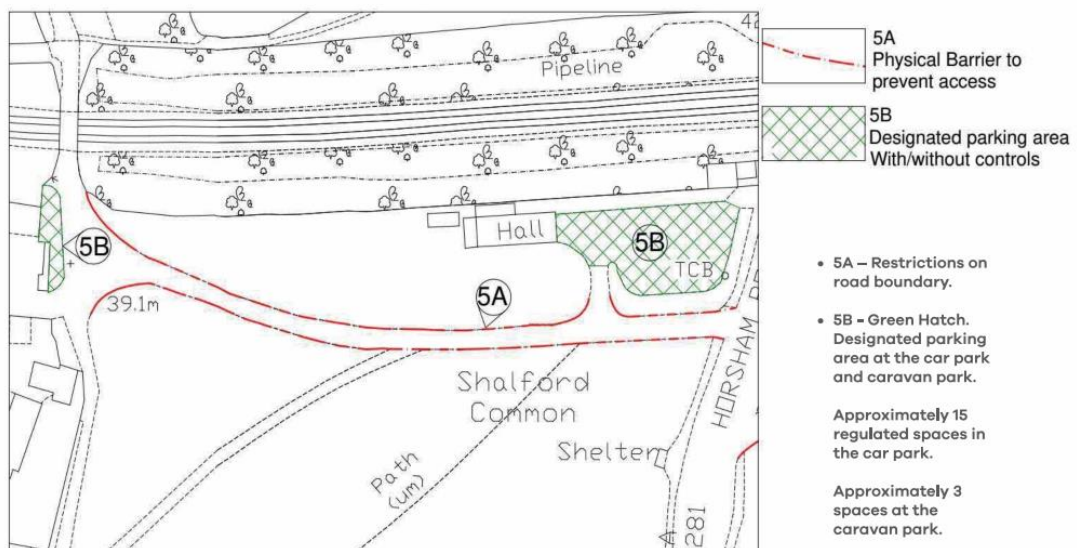 42
Pipeline
5B
39.1m
Hall
5B
TCB
5A
Shalford
Common
Path
(um)
Shelter
HORSHAM
A
281
5A
Physical Barrier to
prevent access
5B
Designated parking area
With/without controls
• 5A – Restrictions on
road boundary.
• 5B - Green Hatch.
Designated parking
area at the car park
and caravan park.
Approximately 15
regulated spaces in
the car park.
Approximately 3
spaces at the
caravan park.